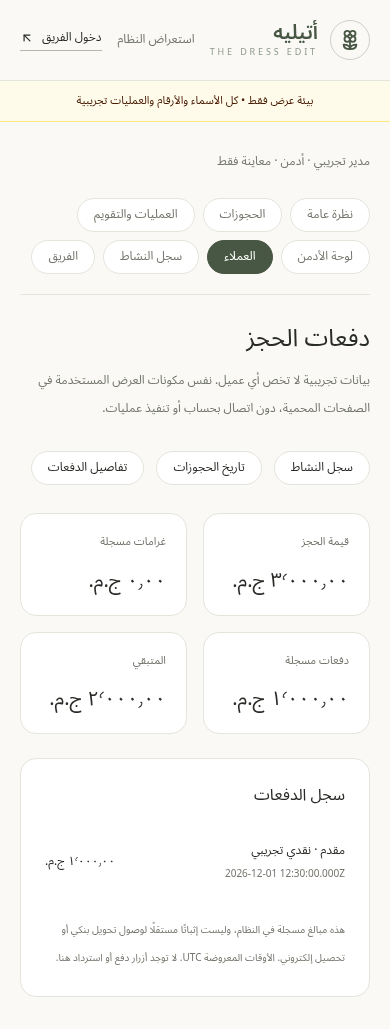 أتيليه
THE DRESS EDIT
استعراض النظام
دخول الفريق
بيئة عرض فقط • كل الأسماء والأرقام والعمليات تجريبية
مدير تجريبي · أدمن · معاينة فقط
نظرة عامة
الحجوزات
العمليات والتقويم
لوحة الأدمن
العملاء
سجل النشاط
الفريق
دفعات الحجز
بيانات تجريبية لا تخص أي عميل. نفس مكونات العرض المستخدمة في
الصفحات المحمية، دون اتصال بحساب أو تنفيذ عمليات.
سجل النشاط
تاريخ الحجوزات
تفاصيل الدفعات
قيمة الحجز
٣٬٠٠٠٫٠٠ ج.م.
غرامات مسجلة
٠٫٠٠ ج.م.
دفعات مسجلة
١٬٠٠٠٫٠٠ ج.م.
المتبقي
٢٬٠٠٠٫٠٠ ج.م.
سجل الدفعات
مقدم · نقدي تجريبي
١٬٠٠٠٫٠٠ ج.م.
2026-12-01 12:30:00.000Z
هذه مبالغ مسجلة في النظام، وليست إثباتًا مستقلًا لوصول تحويل بنكي أو
تحصيل إلكتروني. الأوقات المعروضة UTC. لا توجد أزرار دفع أو استرداد هنا.